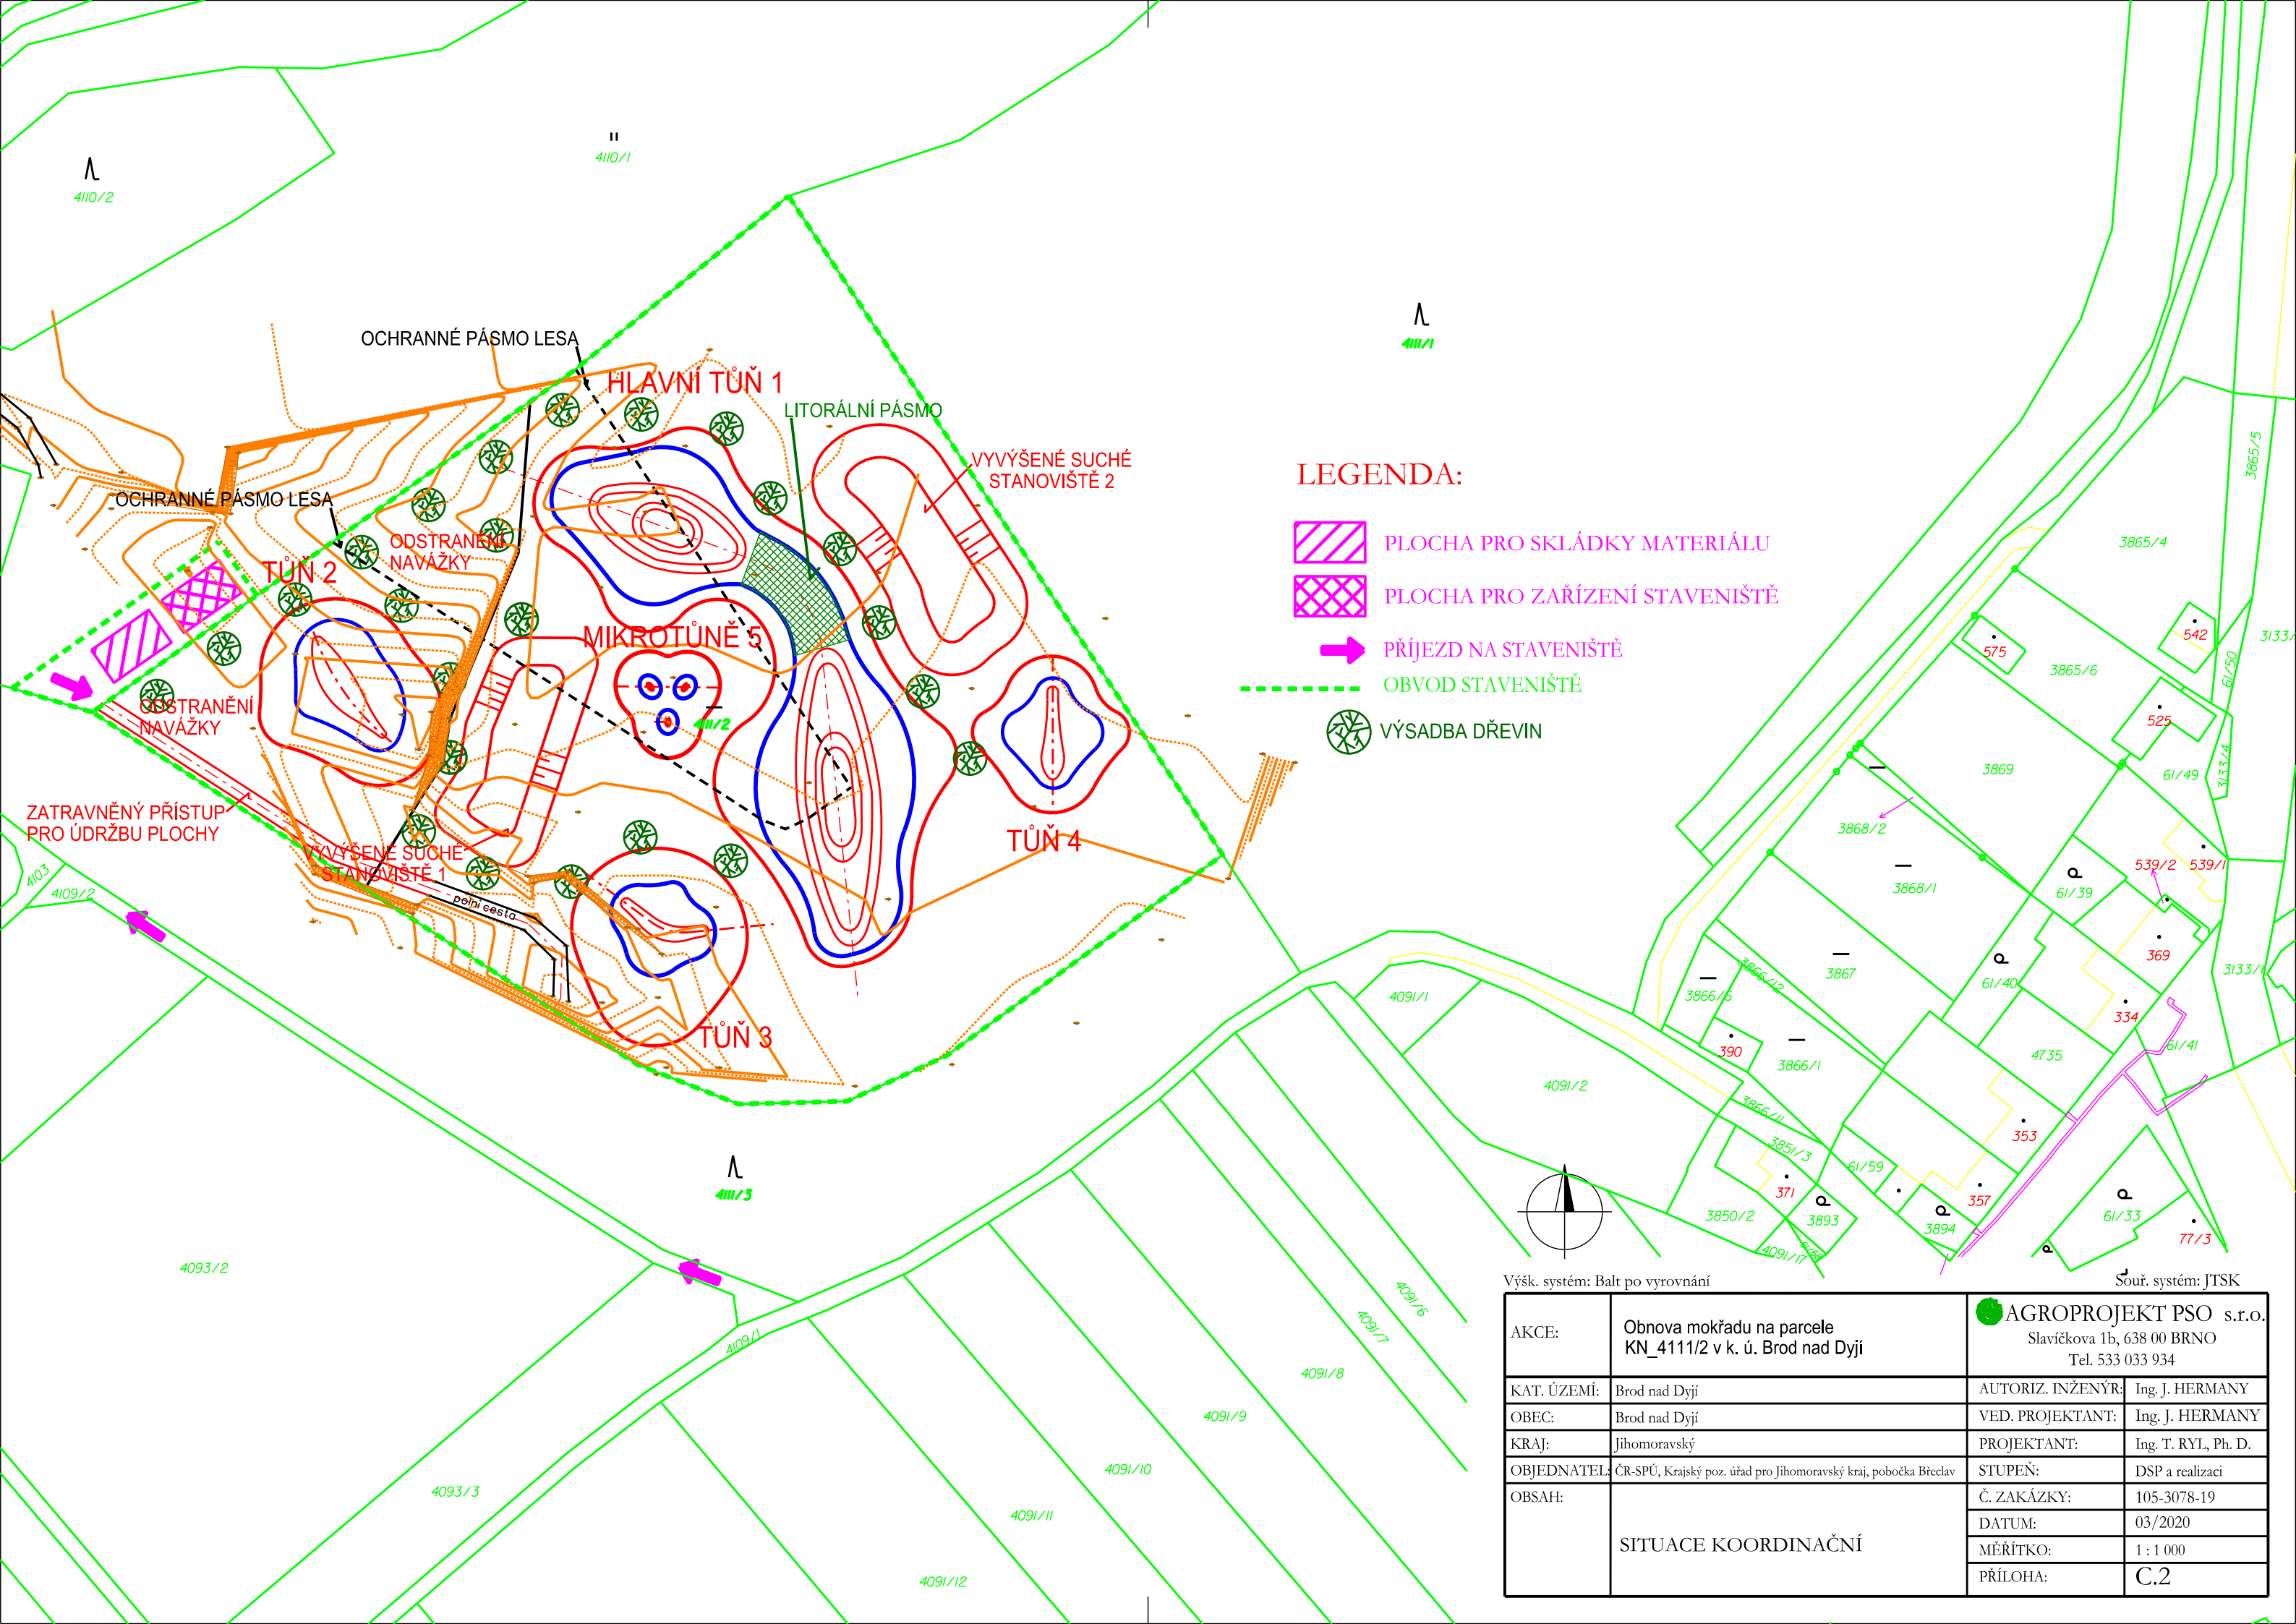 4110/2
4110/1
4111/1
OCHRANNÉ PÁSMO LESA
HLAVNÍ TŮŇ 1
LITORÁLNÍ PÁSMO
VYVÝŠENÉ SUCHÉ
STANOVIŠTĚ 2
OCHRANNÉ PÁSMO LESA
ODSTRANĚNÍ
NAVÁŽKY
TŮŇ 2
MIKROTŮNĚ 5
4111/2
ODSTRANĚNÍ
NAVÁŽKY
ZATRAVNĚNÝ PŘÍSTUP
PRO ÚDRŽBU PLOCHY
VYVÝŠENÉ SUCHÉ
STANOVIŠTĚ 1
polní cesta
TŮŇ 4
TŮŇ 3
4103
4109/2
4111/3
4093/2
4093/3
4109/1
4091/12
4091/11
4091/10
4091/9
4091/8
4091/7
4091/6
4091/1
4091/2
LEGENDA:
PLOCHA PRO SKLÁDKY MATERIÁLU
PLOCHA PRO ZAŘÍZENÍ STAVENIŠTĚ
PŘÍJEZD NA STAVENIŠTĚ
OBVOD STAVENIŠTĚ
VÝSADBA DŘEVIN
3865/5
3865/4
542
3133/
575
3865/6
61/50
525
3869
61/49
3133/4
3868/2
539/2
539/1
3868/1
61/39
369
3867
61/40
3133/1
3866/12
3866/6
334
390
3866/1
4735
61/41
3866/11
353
3851/3
61/59
371
357
3850/2
3893
3894
61/33
77/3
4091/17
Výšk. systém: Balt po vyrovnání
Souř. systém: JTSK
AKCE:
Obnova mokřadu na parcele
KN_4111/2 v k. ú. Brod nad Dyjí
AGROPROJEKT PSO s.r.o.
Slavíčkova 1b, 638 00 BRNO
Tel. 533 033 934
KAT. ÚZEMÍ: Brod nad Dyjí
AUTORIZ. INŽENÝR: Ing. J. HERMANY
OBEC: Brod nad Dyjí
VED. PROJEKTANT: Ing. J. HERMANY
KRAJ: Jihomoravský
PROJEKTANT: Ing. T. RYL, Ph. D.
OBJEDNATEL: ČR-SPÚ, Krajský poz. úřad pro Jihomoravský kraj, pobočka Břeclav
STUPEŇ: DSP a realizaci
OBSAH:
SITUACE KOORDINAČNÍ
Č. ZAKÁZKY: 105-3078-19
DATUM: 03/2020
MĚŘÍTKO: 1 : 1 000
PŘÍLOHA: C.2